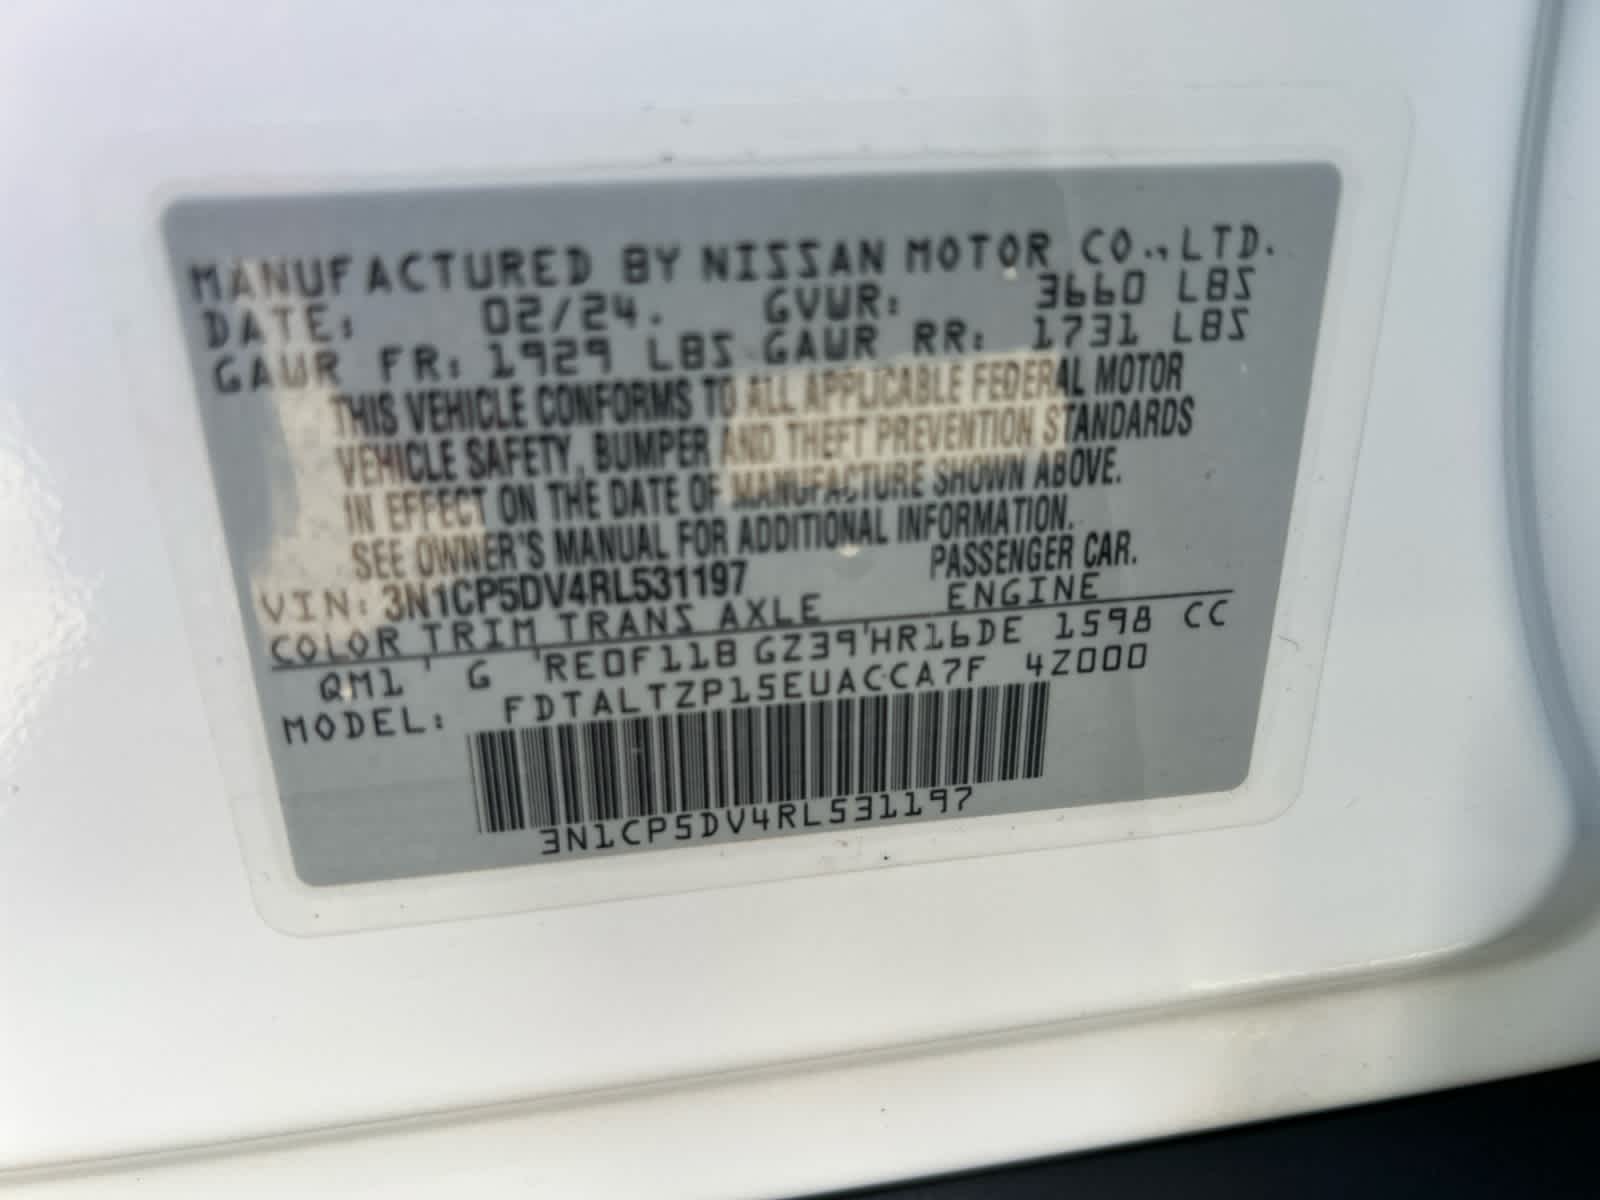 MANUFACTURED BY NISSAN MOTOR CO., LTD.
DATE: 02/24. GVWR: 3660 LBS
GAWR FR: 1929 LBS GAWR RR: 1731 LBS
THIS VEHICLE CONFORMS TO ALL APPLICABLE FEDERAL MOTOR
VEHICLE SAFETY, BUMPER AND THEFT PREVENTION STANDARDS
IN EFFECT ON THE DATE OF MANUFACTURE SHOWN ABOVE.
SEE OWNER'S MANUAL FOR ADDITIONAL INFORMATION.
VIN: 3N1CP5DV4RL531197 PASSENGER CAR.
COLOR TRIM TRANS AXLE ENGINE
QM1 ' G 'RE0F11B GZ39'HR16DE 1598 CC
MODEL: FDTALTZP15EUACCA7F 4Z000
3N1CP5DV4RL531197